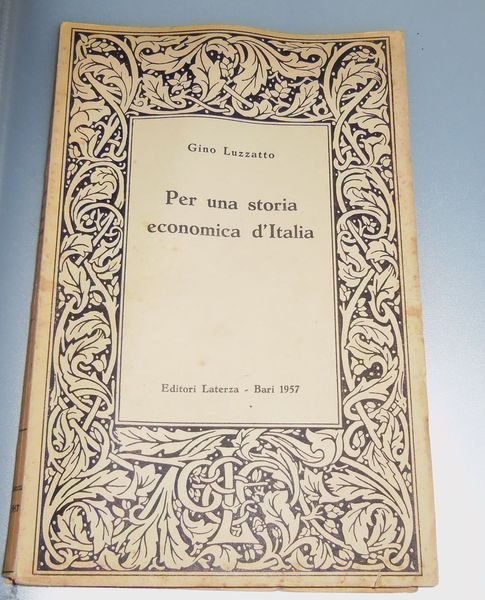 Gino Luzzatto
Per una storia
economica d'Italia
Editori Laterza - Bari 1957